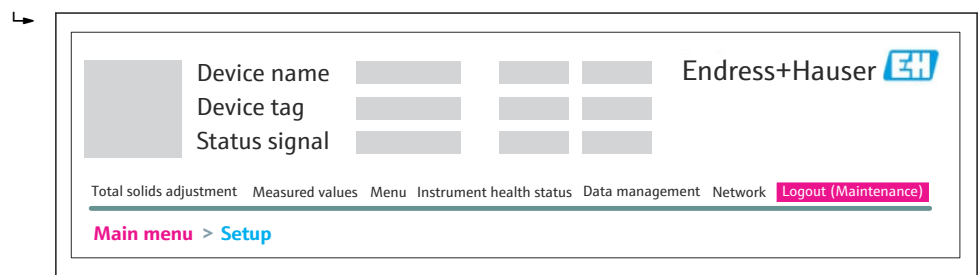 Device name
Endress+Hauser EH
Device tag
Status signal
Total solids adjustment Measured values Menu Instrument health status Data management Network Logout (Maintenance)
Main menu > Setup